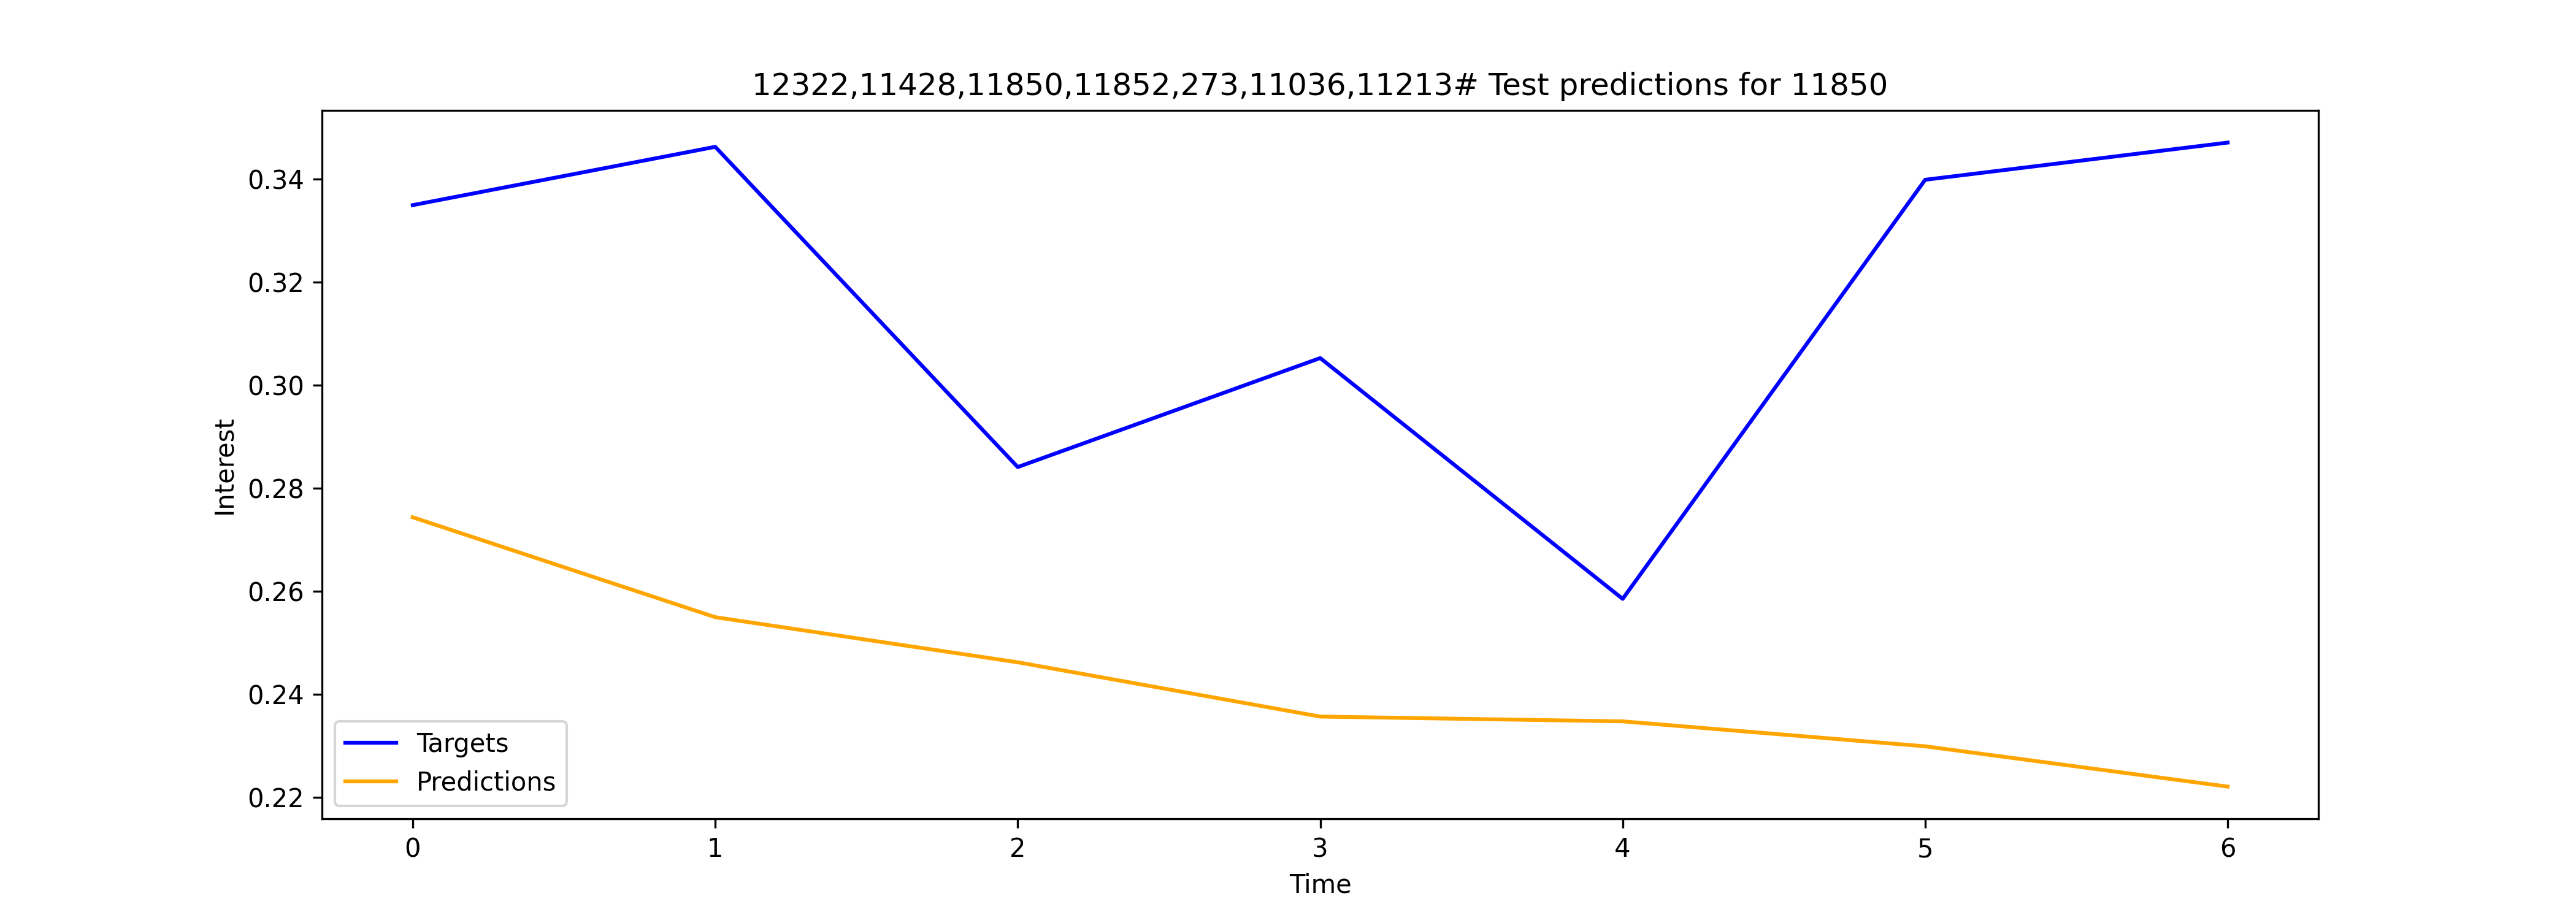 12322,11428,11850,11852,273,11036,11213# Test predictions for 11850
0.34
0.32
0.30
0.28
0.26
0.24
0.22
Interest
Targets
Predictions
0 1 2 3 4 5 6
Time